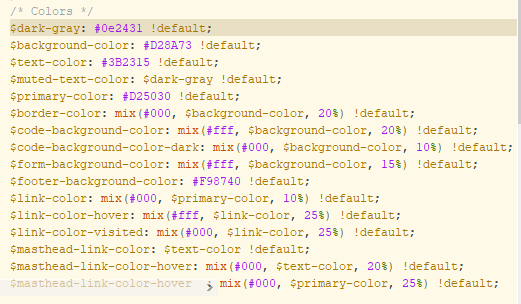 /* Colors */
$dark-gray: #0e2431 !default;
$background-color: #D28A73 !default;
$text-color: #3B2315 !default;
$muted-text-color: $dark-gray !default;
$primary-color: #D25030 !default;
$border-color: mix(#000, $background-color, 20%) !default;
$code-background-color: mix(#fff, $background-color, 20%) !default;
$code-background-color-dark: mix(#000, $background-color, 10%) !default;
$form-background-color: mix(#fff, $background-color, 15%) !default;
$footer-background-color: #F98740 !default;
$link-color: mix(#000, $primary-color, 10%) !default;
$link-color-hover: mix(#fff, $link-color, 25%) !default;
$link-color-visited: mix(#000, $link-color, 25%) !default;
$masthead-link-color: $text-color !default;
$masthead-link-color-hover: mix(#000, $text-color, 20%) !default;
$masthead-link-color-hover mix(#000, $primary-color, 25%) !default;